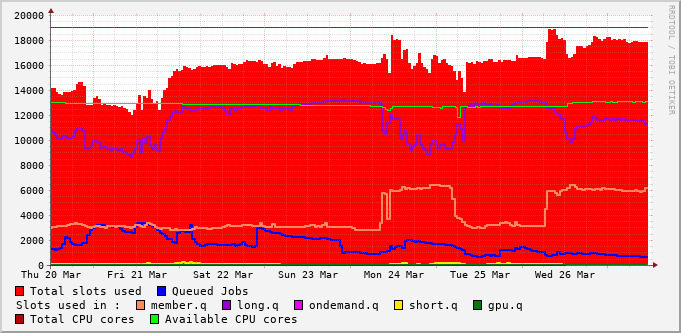 20000
18000
16000
14000
12000
10000
8000
6000
4000
2000
0
Thu 20 Mar Fri 21 Mar Sat 22 Mar Sun 23 Mar Mon 24 Mar Tue 25 Mar Wed 26 Mar
Total slots used Queued Jobs
Slots used in : member.q long.q ondemand.q short.q gpu.q
Total CPU cores Available CPU cores
RRDTOOL / TOBI OETIKER